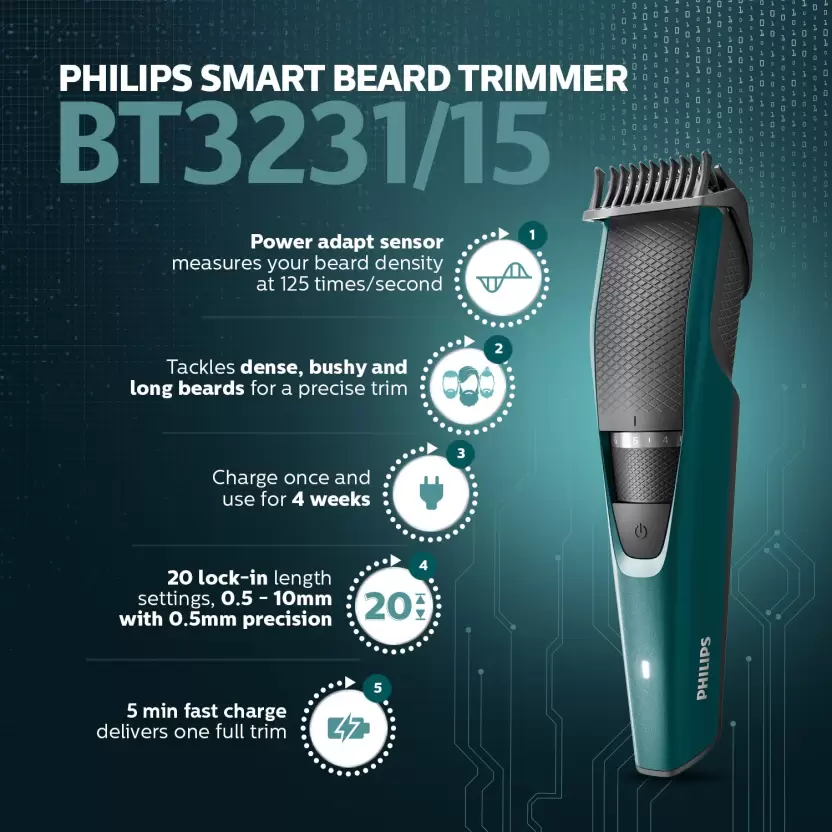 PHILIPS SMART BEARD TRIMMER
BT3231/15
1
Power adapt sensor
measures your beard density
at 125 times/second
2
Tackles dense, bushy and
long beards for a precise trim
3
Charge once and
use for 4 weeks
4
20 lock-in length
settings, 0.5 - 10mm
with 0.5mm precision
20
5
5 min fast charge
delivers one full trim
5 4
PHILIPS